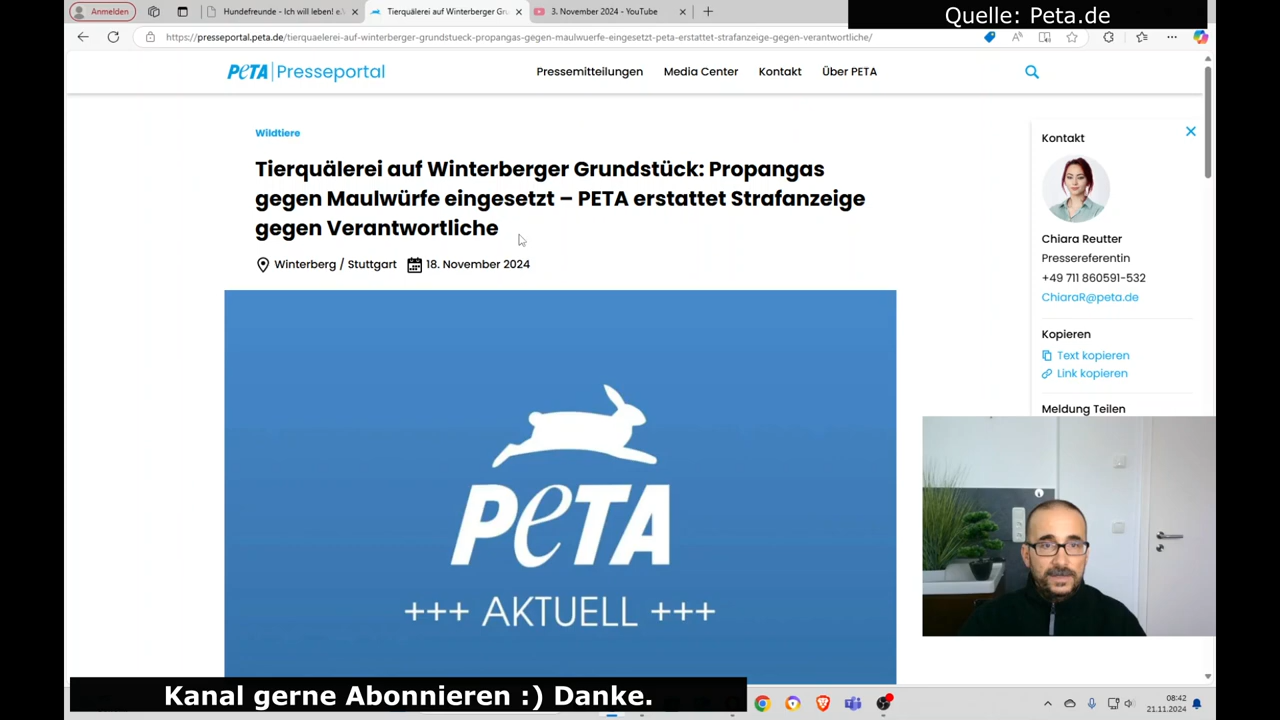 Quelle: Peta.de
Anmelden
Hundefreunde - Ich will leben! e.V
Tierquälerei auf Winterberger Gru
3. November 2024 - YouTube
https://presseportal.peta.de/tierquaelerei-auf-winterberger-grundstueck-propangas-gegen-maulwuerfe-eingesetzt-peta-erstattet-strafanzeige-gegen-verantwortliche/
PETA Presseportal
Pressemitteilungen
Media Center
Kontakt
Über PETA
Wildtiere
Tierquälerei auf Winterberger Grundstück: Propangas
gegen Maulwürfe eingesetzt – PETA erstattet Strafanzeige
gegen Verantwortliche
Winterberg / Stuttgart
18. November 2024
PETA
+++ AKTUELL +++
Kontakt
Chiara Reutter
Pressereferentin
+49 711 860591-532
ChiaraR@peta.de
Kopieren
Text kopieren
Link kopieren
Meldung Teilen
Kanal gerne Abonnieren :) Danke.
08:42
21.11.2024